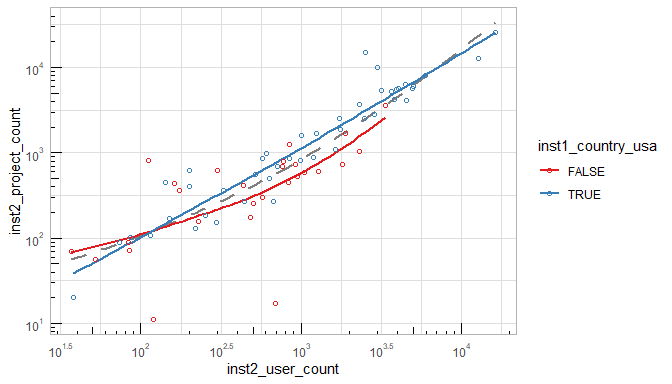 10^4
10^3
10^2
10^1
inst2_project_count
10^1.5
10^2
10^2.5
10^3
10^3.5
10^4
inst2_user_count
inst1_country_usa
FALSE
TRUE